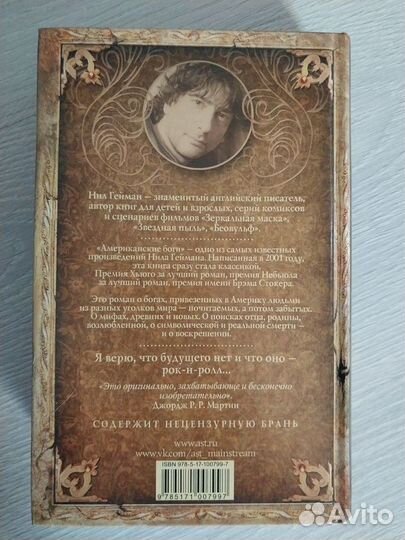 Нил Гейман – знаменитый английский писатель,
автор книг для детей и взрослых, серий комиксов
и сценариев фильмов «Зеркальная маска»,
«Звездная пыль», «Беовульф».
«Американские боги» – одно из самых известных
произведений Нила Геймана. Написанная в 2001 году,
эта книга сразу стала классикой.
Премия Хьюго за лучший роман, премия Небьюла
за лучший роман, премия имени Брэма Стокера.
Это роман о богах, привезенных в Америку людьми
из разных уголков мира – почитаемых, а потом забытых.
О мифах, древних и новых. О поисках отца, родины,
возлюбленной, о символической и реальной смерти –
и о воскрешении.
Я верю, что будущего нет и что оно –
рок-н-ролл...
«Это оригинально, захватывающе и бесконечно
изобретательно».
Джордж Р. Р. Мартин
СОДЕРЖИТ НЕЦЕНЗУРНУЮ БРАНЬ
www.ast.ru
www.vk.com/ast_mainstream
ISBN 978-5-17-100799-7
9 785171 007997
Avito